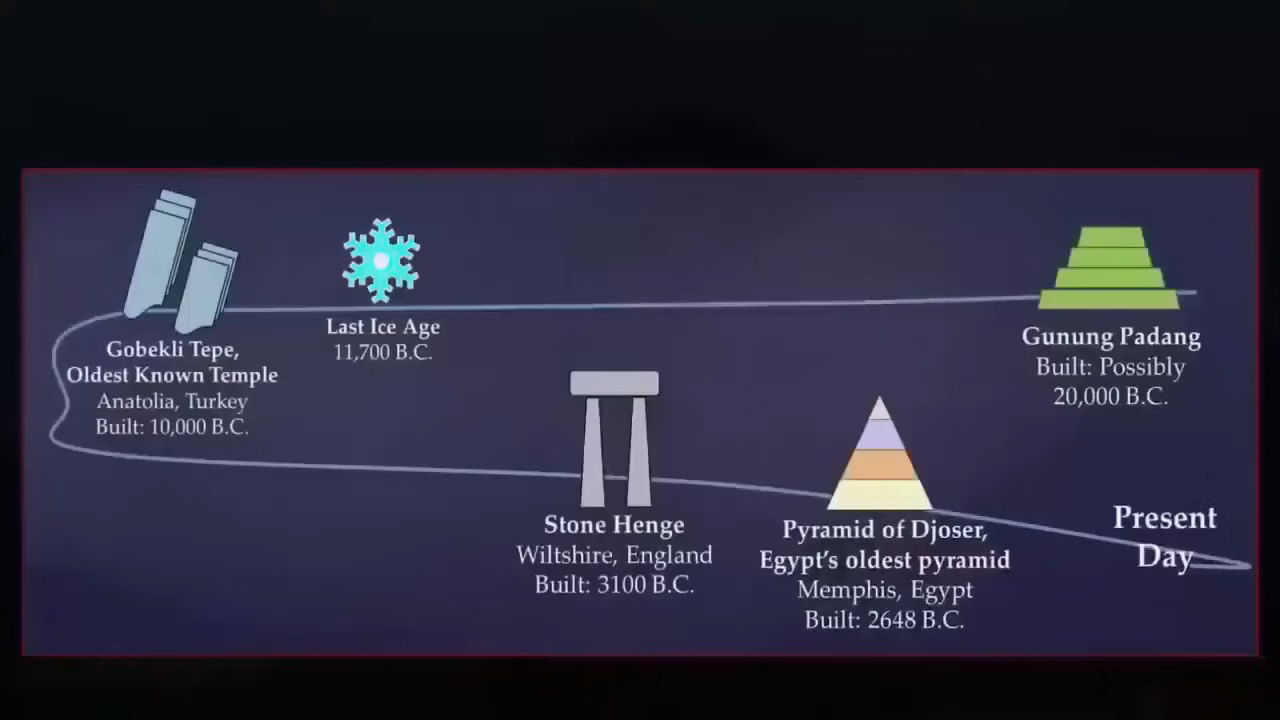 Gobekli Tepe,
Oldest Known Temple
Anatolia, Turkey
Built: 10,000 B.C.
Last Ice Age
11,700 B.C.
Gunung Padang
Built: Possibly
20,000 B.C.
Stone Henge
Wiltshire, England
Built: 3100 B.C.
Pyramid of Djoser,
Egypt's oldest pyramid
Memphis, Egypt
Built: 2648 B.C.
Present
Day